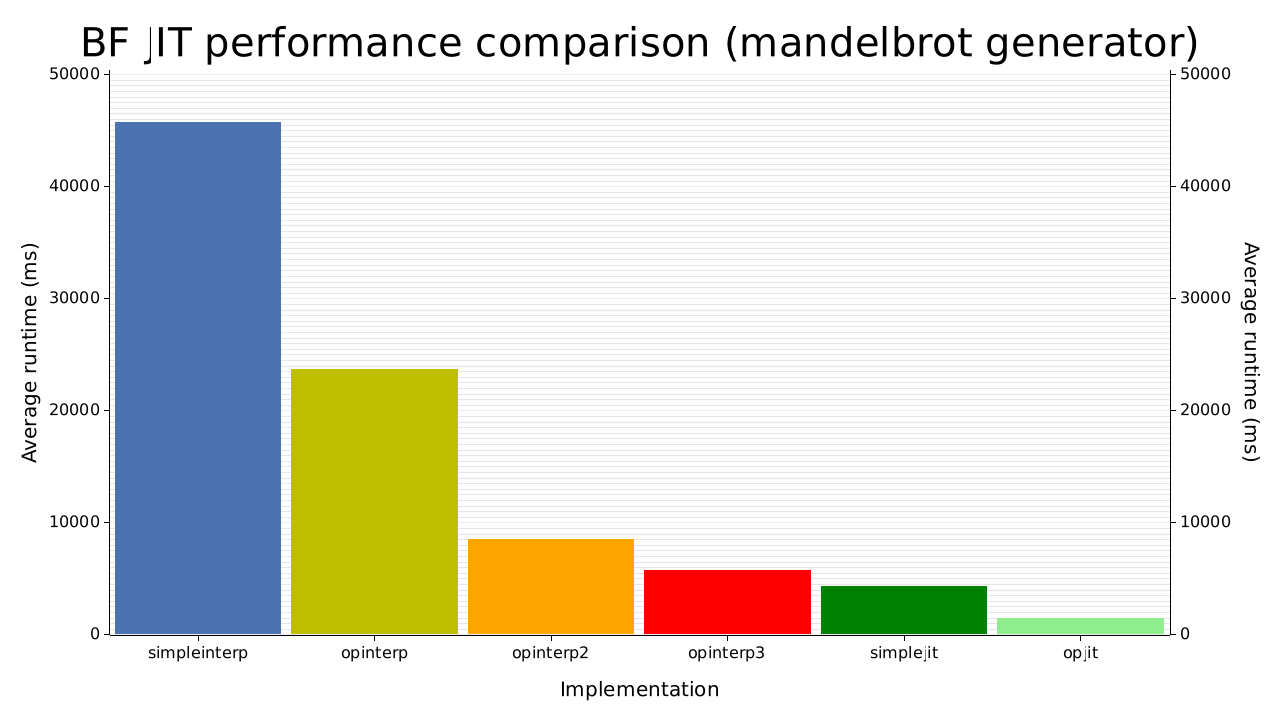 BF JIT performance comparison (mandelbrot generator)
50000
40000
30000
20000
10000
0
Average runtime (ms)
50000
40000
30000
20000
10000
0
Average runtime (ms)
simpleinterp opinterp opinterp2 opinterp3 simplejit opjit
Implementation